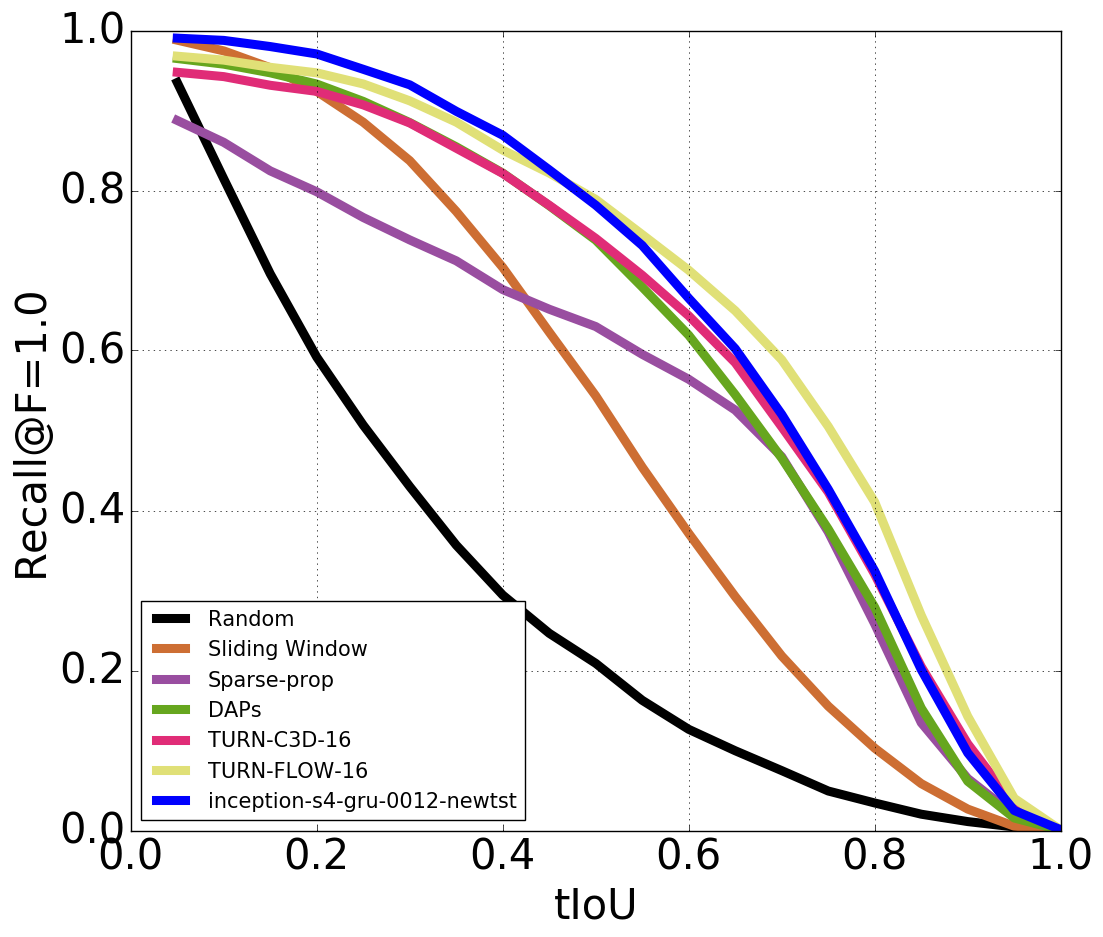 Recall@F=1.0
1.0
0.8
0.6
0.4
0.2
0.0
Random
Sliding Window
Sparse-prop
DAPs
TURN-C3D-16
TURN-FLOW-16
inception-s4-gru-0012-newtst
0.0 0.2 0.4 0.6 0.8 1.0
tIoU